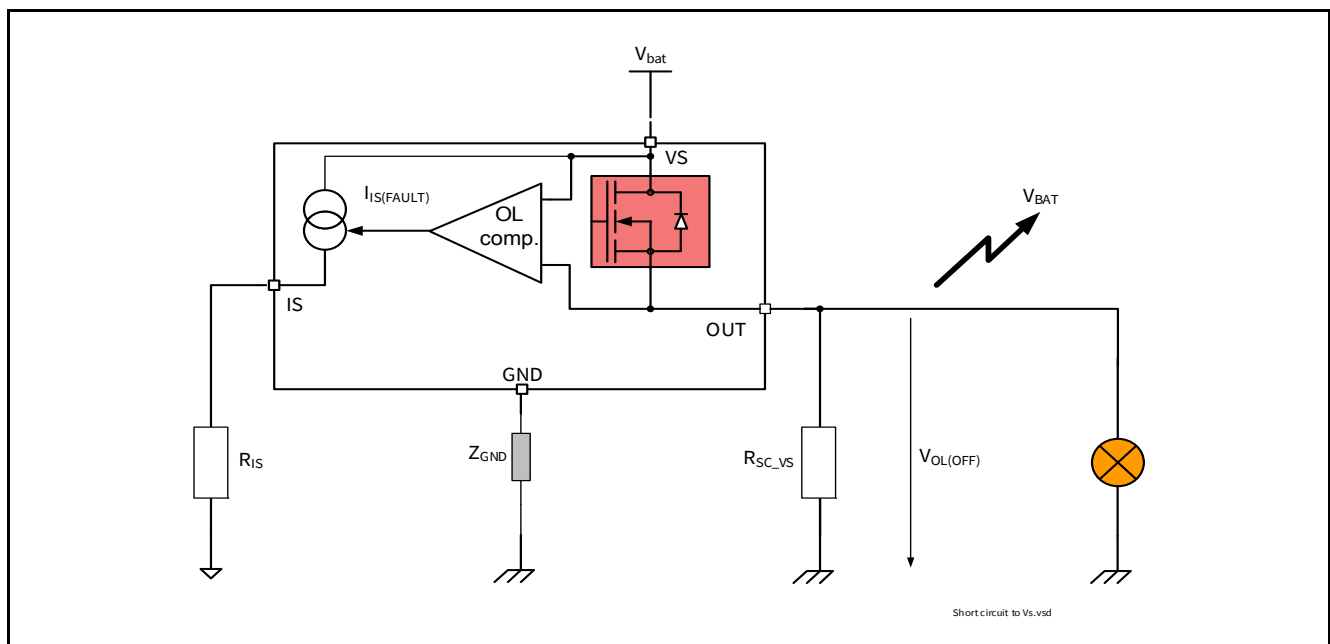 Vbat
VS
IIS(FAULT)
OL
comp.
VBAT
IS
OUT
GND
RIS
ZGND
RSC_VS
VOL(OFF)
Short circuit to Vs.vsd